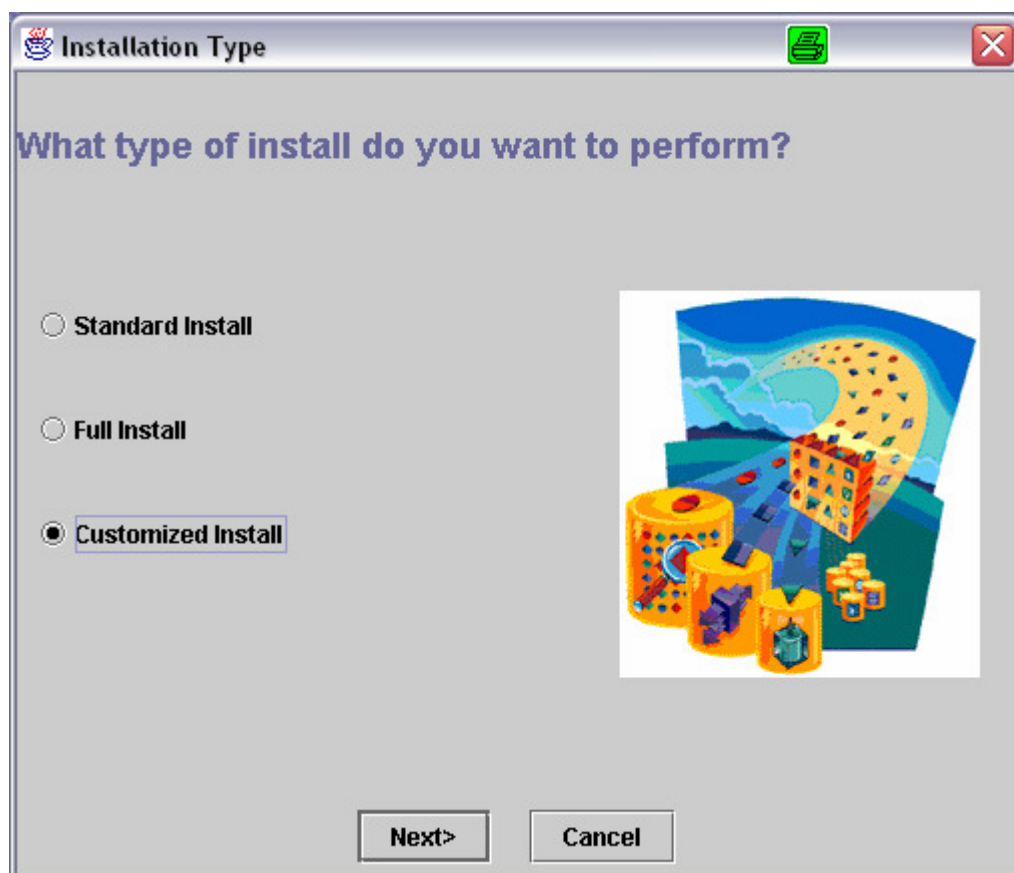 Installation Type
What type of install do you want to perform?
Standard Install
Full Install
Customized Install
Next>
Cancel